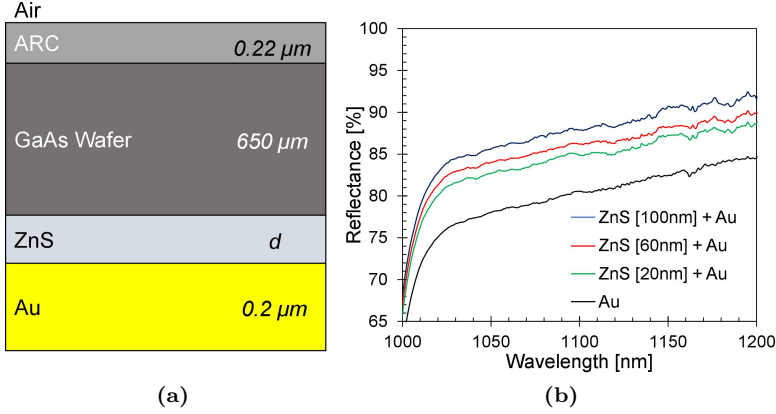 Air
ARC
0.22 μm
GaAs Wafer
650 μm
ZnS
d
Au
0.2 μm
(a)
Reflectance [%]
100
95
90
85
80
75
70
65
ZnS [100nm] + Au
ZnS [60nm] + Au
ZnS [20nm] + Au
Au
1000
1050
1100
1150
1200
Wavelength [nm]
(b)